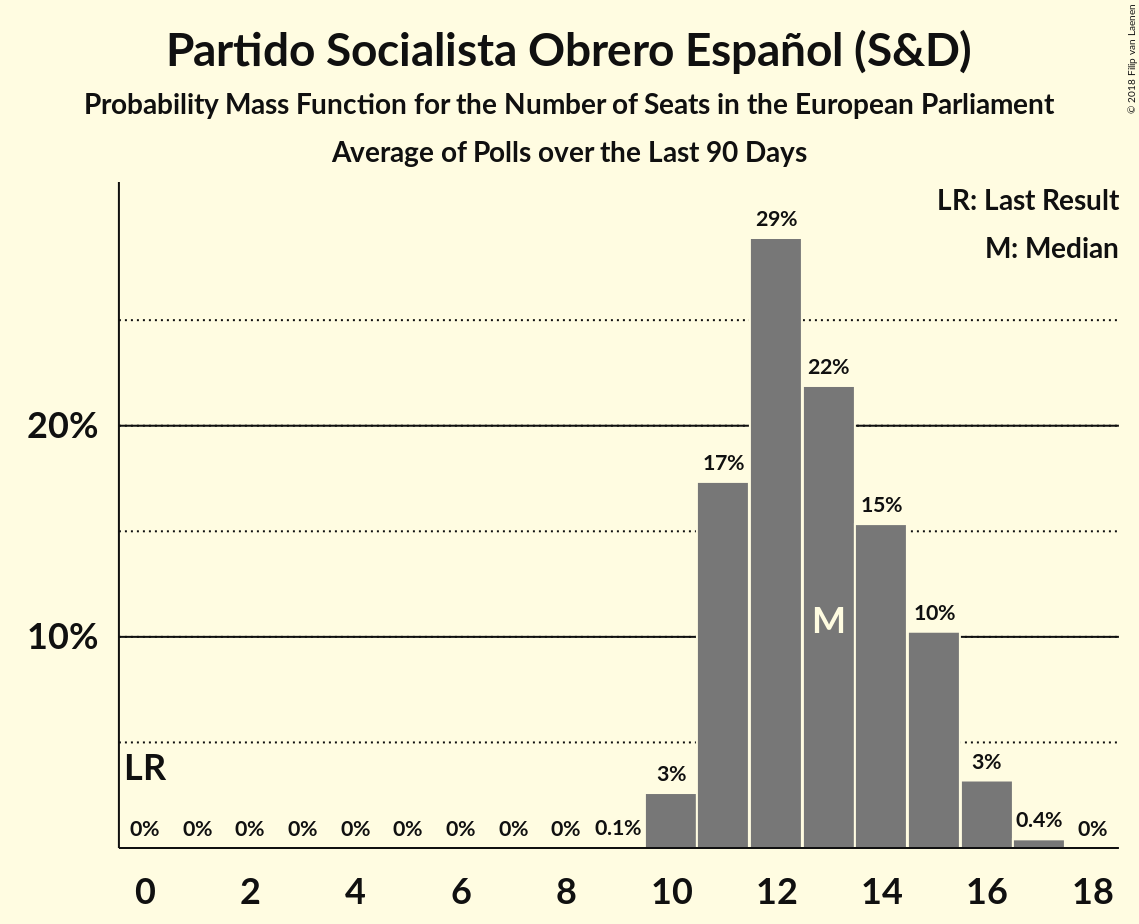 Partido Socialista Obrero Español (S&D)
Probability Mass Function for the Number of Seats in the European Parliament
Average of Polls over the Last 90 Days
© 2018 Filip van Laenen
LR: Last Result
M: Median
29%
22%
20%
17%
15%
M
10%
10%
LR
3%
3%
0% 0% 0% 0% 0% 0% 0% 0% 0% 0.1% 0.4% 0%
0 2 4 6 8 10 12 14 16 18